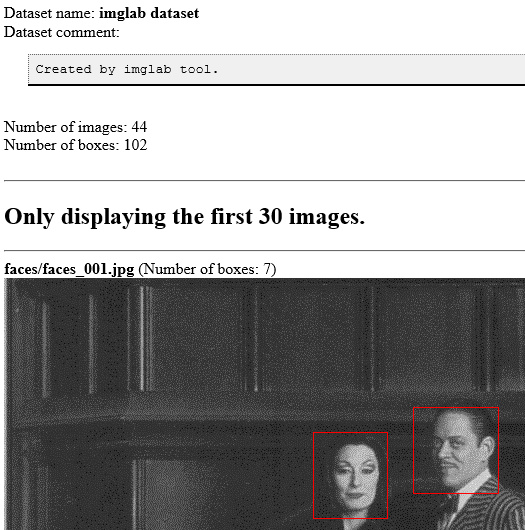 Dataset name: imglab dataset
Dataset comment:
Created by imglab tool.
Number of images: 44
Number of boxes: 102
Only displaying the first 30 images.
faces/faces_001.jpg (Number of boxes: 7)